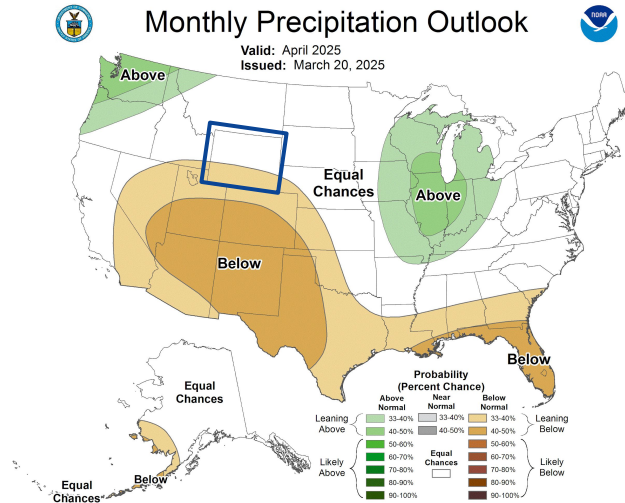 Monthly Precipitation Outlook
NOAA
Valid: April 2025
Issued: March 20, 2025
Above
Equal
Chances
Above
Below
Below
Equal
Chances
Below
Equal
Chances
Probability
(Percent Chance)
Above
Normal
Near
Normal
Below
Normal
Leaning
Above
33-40%
33-40%
33-40%
Leaning
Below
40-50%
40-50%
40-50%
Likely
Above
50-60%
60-70%
70-80%
80-90%
90-100%
Equal
Chances
50-60%
60-70%
70-80%
80-90%
90-100%
Likely
Below